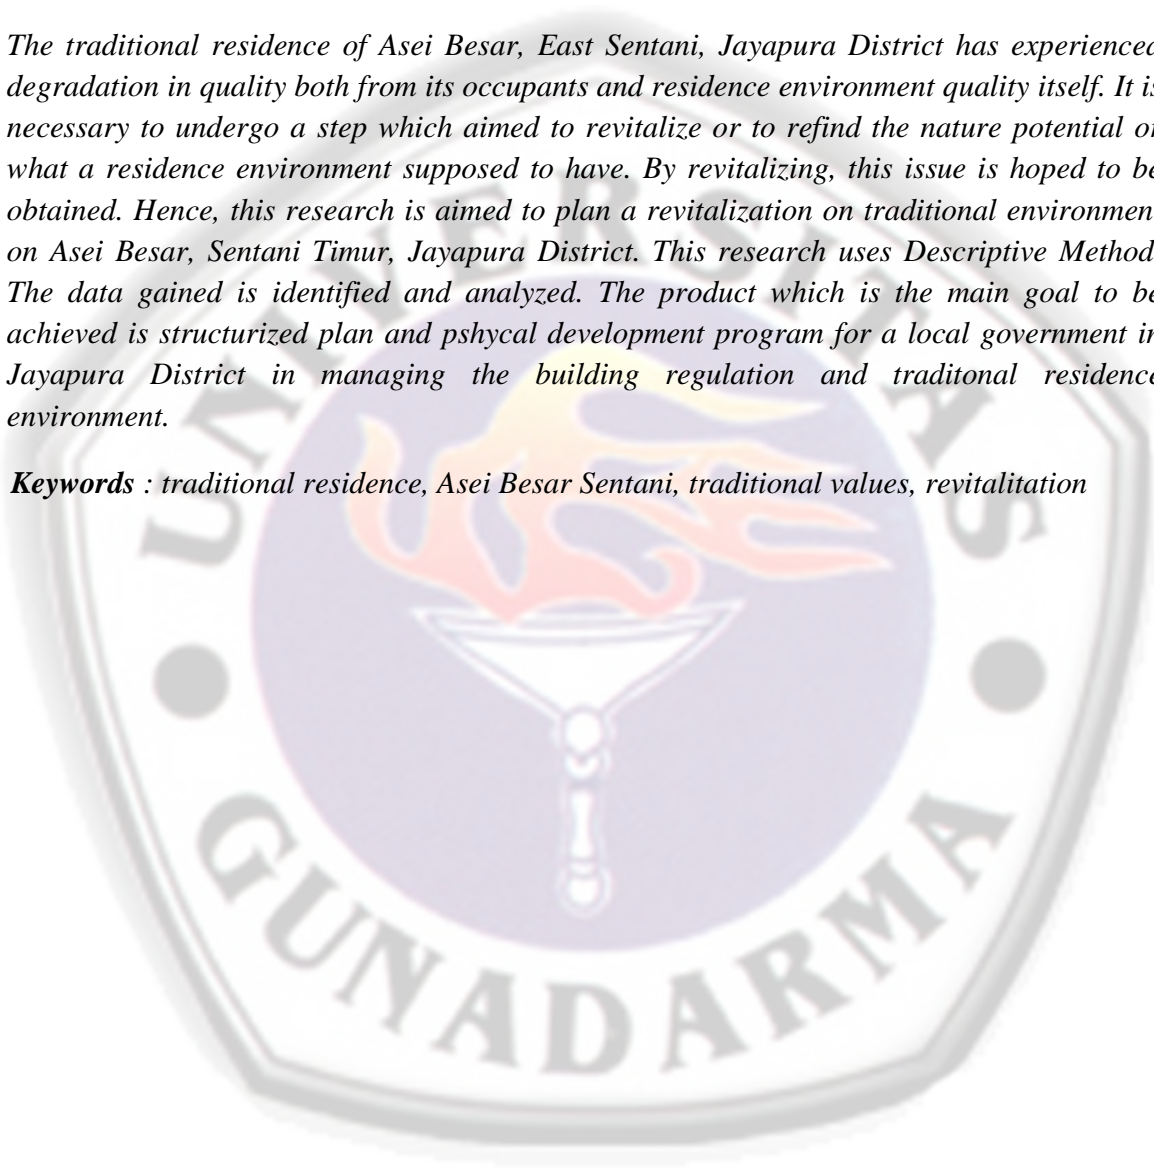 The traditional residence of Asei Besar, East Sentani, Jayapura District has experienced
degradation in quality both from its occupants and residence environment quality itself. It is
necessary to undergo a step which aimed to revitalize or to refind the nature potential of
what a residence environment supposed to have. By revitalizing, this issue is hoped to be
obtained. Hence, this research is aimed to plan a revitalization on traditional environment
on Asei Besar, Sentani Timur, Jayapura District. This research uses Descriptive Method.
The data gained is identified and analyzed. The product which is the main goal to be
achieved is structurized plan and pshycal development program for a local government in
Jayapura District in managing the building regulation and traditonal residence
environment.
Keywords : traditional residence, Asei Besar Sentani, traditional values, revitalitation
UNIVERSITAS
GUNADARMA